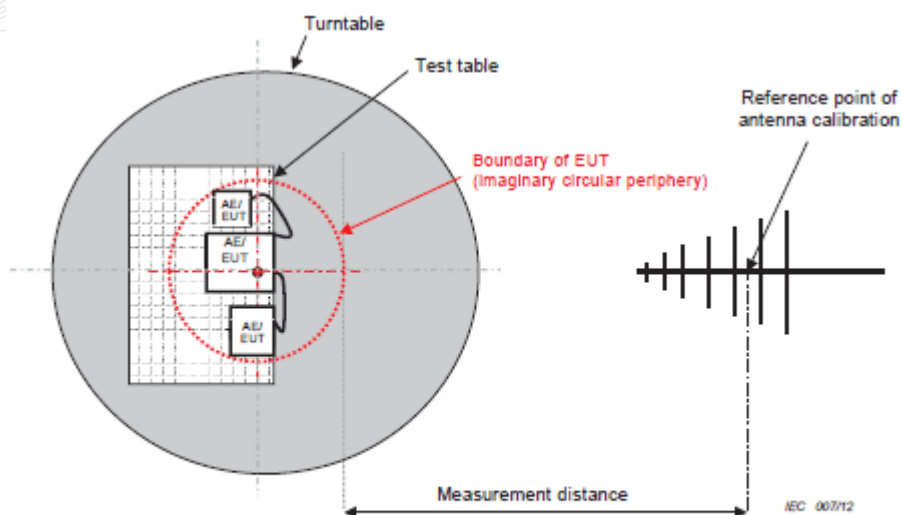 Turntable
Test table
Reference point of
antenna calibration
Boundary of EUT
(imaginary circular periphery)
AE/
EUT
AE/
EUT
AE/
EUT
Measurement distance
IEC 007/12